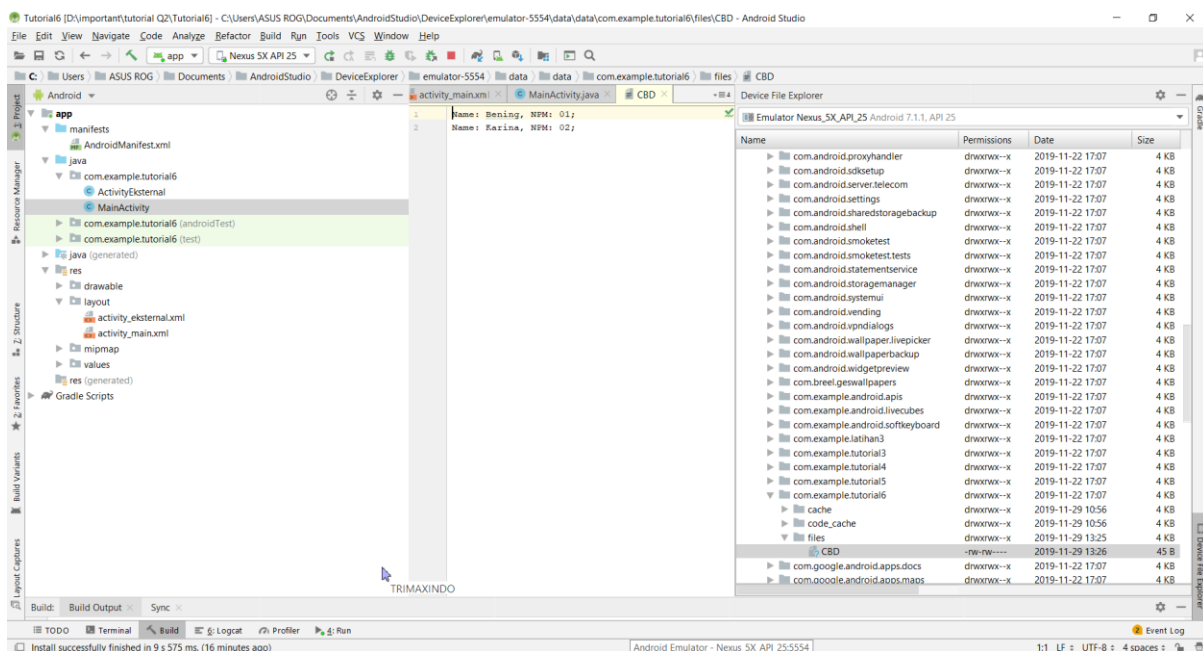 Tutorial6 [D:\important\tutorial Q2\Tutorial6] - C:\Users\ASUS ROG\Documents\AndroidStudio\DeviceExplorer\emulator-5554\data\data\com.example.tutorial6\files\CBD - Android Studio
File Edit View Navigate Code Analyze Refactor Build Run Tools VCS Window Help
app Nexus 5X API 25
C: Users ASUS ROG Documents AndroidStudio DeviceExplorer emulator-5554 data data com.example.tutorial6 files CBD
1: Project
Resource Manager
Z: Structure
2: Favorites
Build Variants
Layout Captures
Android
app
manifests
AndroidManifest.xml
java
com.example.tutorial6
ActivityEksternal
MainActivity
com.example.tutorial6 (androidTest)
com.example.tutorial6 (test)
java (generated)
res
drawable
layout
activity_eksternal.xml
activity_main.xml
mipmap
values
res (generated)
Gradle Scripts
activity_main.xml MainActivity.java CBD
1 Name: Bening, NPM: 01;
2 Name: Karina, NPM: 02;
TRIMAXINDO
Device File Explorer
Emulator Nexus_5X_API_25 Android 7.1.1, API 25
Name Permissions Date Size
com.android.proxyhandler drwxrwx--x 2019-11-22 17:07 4 KB
com.android.sdksetup drwxrwx--x 2019-11-22 17:07 4 KB
com.android.server.telecom drwxrwx--x 2019-11-22 17:07 4 KB
com.android.settings drwxrwx--x 2019-11-22 17:07 4 KB
com.android.sharedstoragebackup drwxrwx--x 2019-11-22 17:07 4 KB
com.android.shell drwxrwx--x 2019-11-22 17:07 4 KB
com.android.smoketest drwxrwx--x 2019-11-22 17:07 4 KB
com.android.smoketest.tests drwxrwx--x 2019-11-22 17:07 4 KB
com.android.statementservice drwxrwx--x 2019-11-22 17:07 4 KB
com.android.storagemanager drwxrwx--x 2019-11-22 17:07 4 KB
com.android.systemui drwxrwx--x 2019-11-22 17:07 4 KB
com.android.vending drwxrwx--x 2019-11-22 17:07 4 KB
com.android.vpndialogs drwxrwx--x 2019-11-22 17:07 4 KB
com.android.wallpaper.livepicker drwxrwx--x 2019-11-22 17:07 4 KB
com.android.wallpaperbackup drwxrwx--x 2019-11-22 17:07 4 KB
com.android.widgetpreview drwxrwx--x 2019-11-22 17:07 4 KB
com.breel.geswallpapers drwxrwx--x 2019-11-22 17:07 4 KB
com.example.android.apis drwxrwx--x 2019-11-22 17:07 4 KB
com.example.android.livecubes drwxrwx--x 2019-11-22 17:07 4 KB
com.example.android.softkeyboard drwxrwx--x 2019-11-22 17:07 4 KB
com.example.latihan3 drwxrwx--x 2019-11-22 17:07 4 KB
com.example.tutorial3 drwxrwx--x 2019-11-22 17:07 4 KB
com.example.tutorial4 drwxrwx--x 2019-11-22 17:07 4 KB
com.example.tutorial5 drwxrwx--x 2019-11-22 17:07 4 KB
com.example.tutorial6 drwxrwx--x 2019-11-22 17:07 4 KB
cache drwxrwx--x 2019-11-29 10:56 4 KB
code_cache drwxrwx--x 2019-11-29 10:56 4 KB
files drwxrwx--x 2019-11-29 13:25 4 KB
CBD -rw-rw---- 2019-11-29 13:26 45 B
com.google.android.apps.docs drwxrwx--x 2019-11-22 17:07 4 KB
com.google.android.apps.maps drwxrwx--x 2019-11-22 17:07 4 KB
Gradle
Device File Explorer
Build: Build Output Sync
TODO Terminal Build 6: Logcat Profiler 4: Run 2 Event Log
Install successfully finished in 9 s 575 ms. (16 minutes ago) Android Emulator - Nexus_5X_API_25:5554 1:1 LF UTF-8 4 spaces